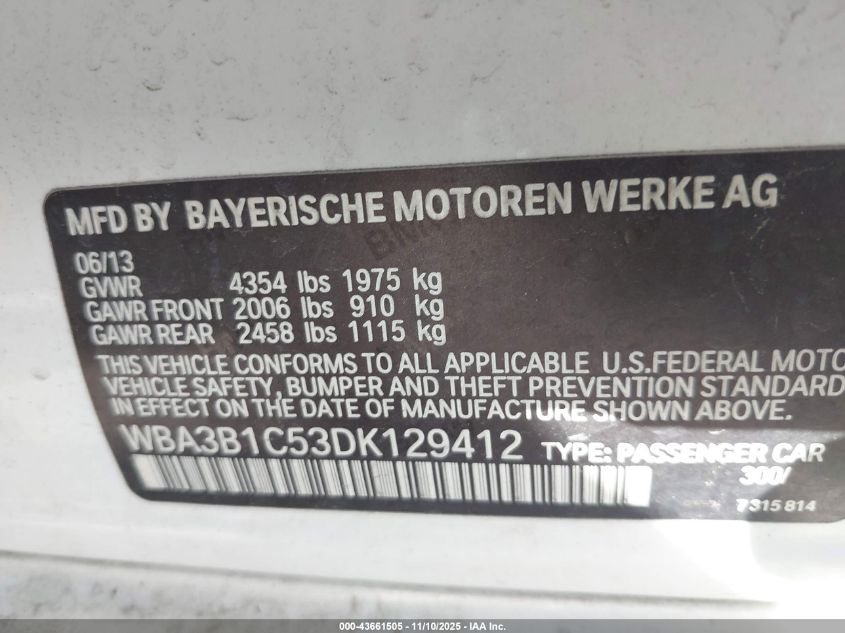 MFD BY BAYERISCHE MOTOREN WERKE AG
06/13
GVWR 4354 lbs 1975 kg
GAWR FRONT 2006 lbs 910 kg
GAWR REAR 2458 lbs 1115 kg
THIS VEHICLE CONFORMS TO ALL APPLICABLE U.S.FEDERAL MOTO
VEHICLE SAFETY, BUMPER AND THEFT PREVENTION STANDARD
IN EFFECT ON THE DATE OF MANUFACTURE SHOWN ABOVE.
WBA3B1C53DK129412 TYPE: PASSENGER CAR
300/
7315814
000-43661505 — 11/10/2025 — IAA Inc.